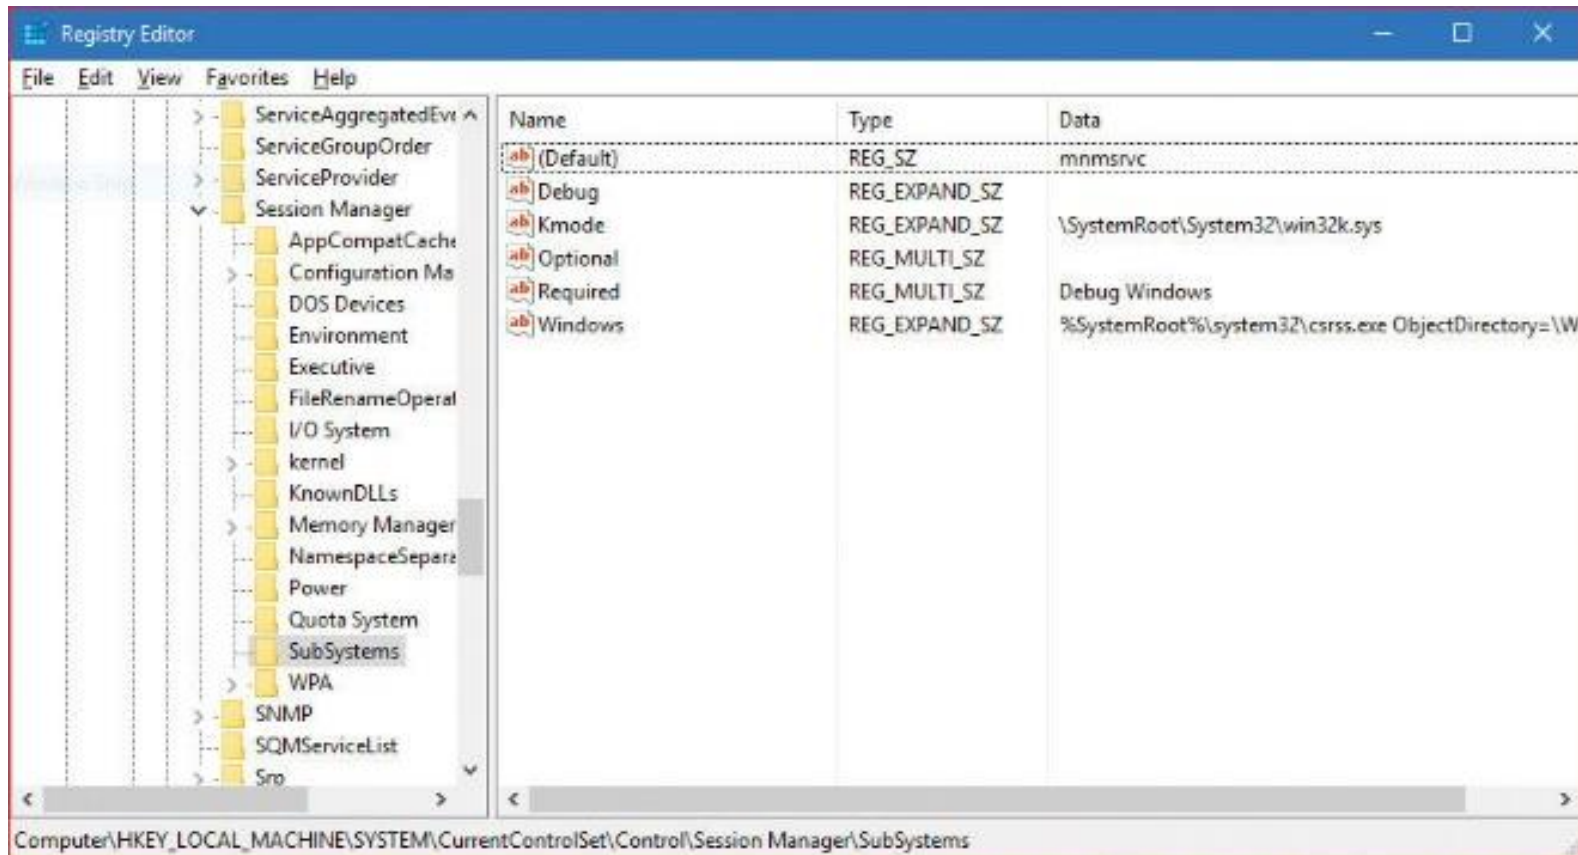 Registry Editor
File Edit View Favorites Help
ServiceAggregatedEve
ServiceGroupOrder
ServiceProvider
Session Manager
AppCompatCache
Configuration Ma
DOS Devices
Environment
Executive
FileRenameOperat
I/O System
kernel
KnownDLLs
Memory Manager
NamespaceSepara
Power
Quota System
SubSystems
WPA
SNMP
SQMServiceList
Srp
Name Type Data
(Default) REG_SZ mnmsrvc
Debug REG_EXPAND_SZ
Kmode REG_EXPAND_SZ \SystemRoot\System32\win32k.sys
Optional REG_MULTI_SZ
Required REG_MULTI_SZ Debug Windows
Windows REG_EXPAND_SZ %SystemRoot%\system32\csrss.exe ObjectDirectory=\W
Computer\HKEY_LOCAL_MACHINE\SYSTEM\CurrentControlSet\Control\Session Manager\SubSystems